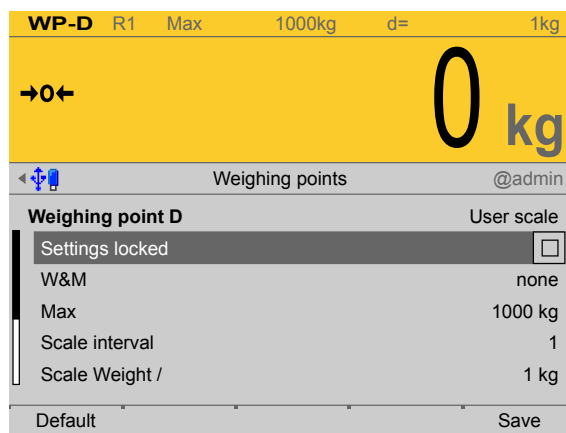 WP-D R1 Max 1000kg d= 1kg
→0←
0 kg
Weighing points @admin
Weighing point D User scale
Settings locked
W&M none
Max 1000 kg
Scale interval 1
Scale Weight / 1 kg
Default Save